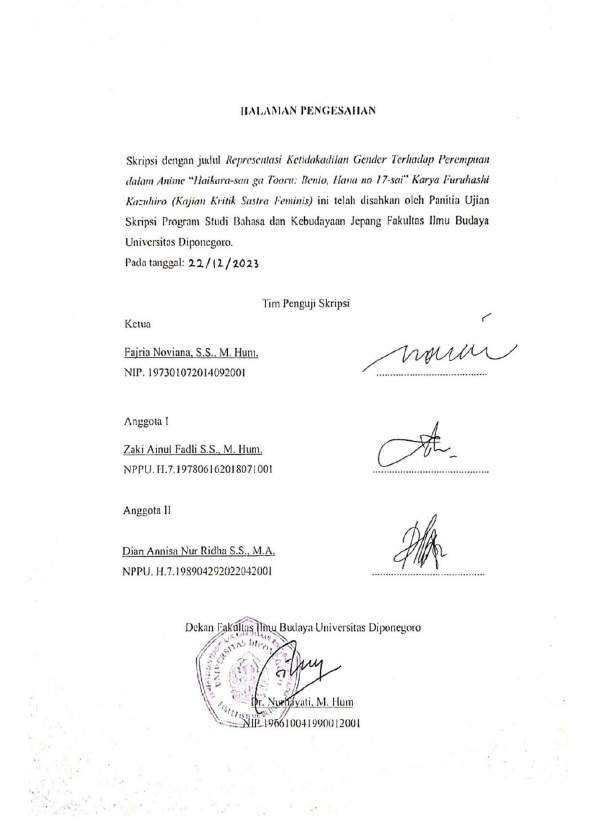 HALAMAN PENGESAHAN
Skripsi dengan judul Representasi Ketidakadilan Gender Terhadap Perempuan
dalam Anime “Haikara-san ga Tooru: Benio, Hana no 17-sai” Karya Furuhashi
Kazuhiro (Kajian Kritik Sastra Feminis) ini telah disahkan oleh Panitia Ujian
Skripsi Program Studi Bahasa dan Kebudayaan Jepang Fakultas Ilmu Budaya
Universitas Diponegoro.
Pada tanggal: 22/12/2023
Tim Penguji Skripsi
Ketua
Fajria Noviana, S.S., M. Hum.
NIP. 197301072014092001
Anggota I
Zaki Ainul Fadli S.S., M. Hum.
NPPU. H.7.197806162018071001
Anggota II
Dian Annisa Nur Ridha S.S., M.A.
NPPU. H.7.198904292022042001
Dekan Fakultas Ilmu Budaya Universitas Diponegoro
UNIVERSITAS DIPONEGORO
Dr. Nurhayati, M. Hum
NIP. 196610041990012001